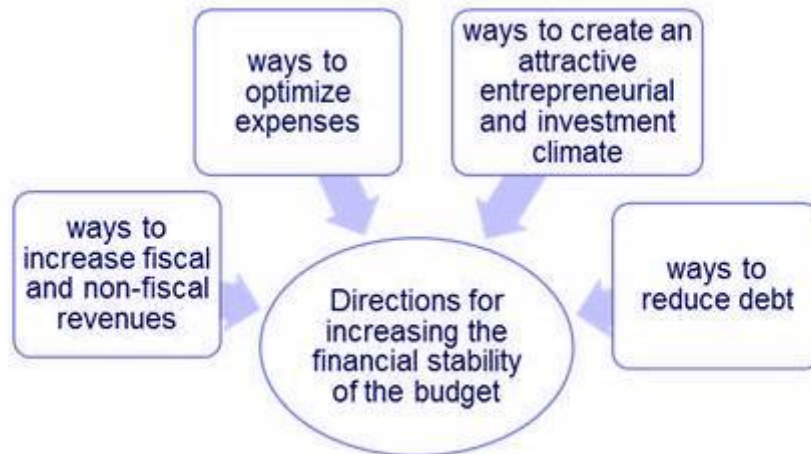 ways to
optimize
expenses
ways to create an
attractive
entrepreneurial
and investment
climate
ways to
increase fiscal
and non-fiscal
revenues
Directions for
increasing the
financial stability
of the budget
ways to
reduce debt